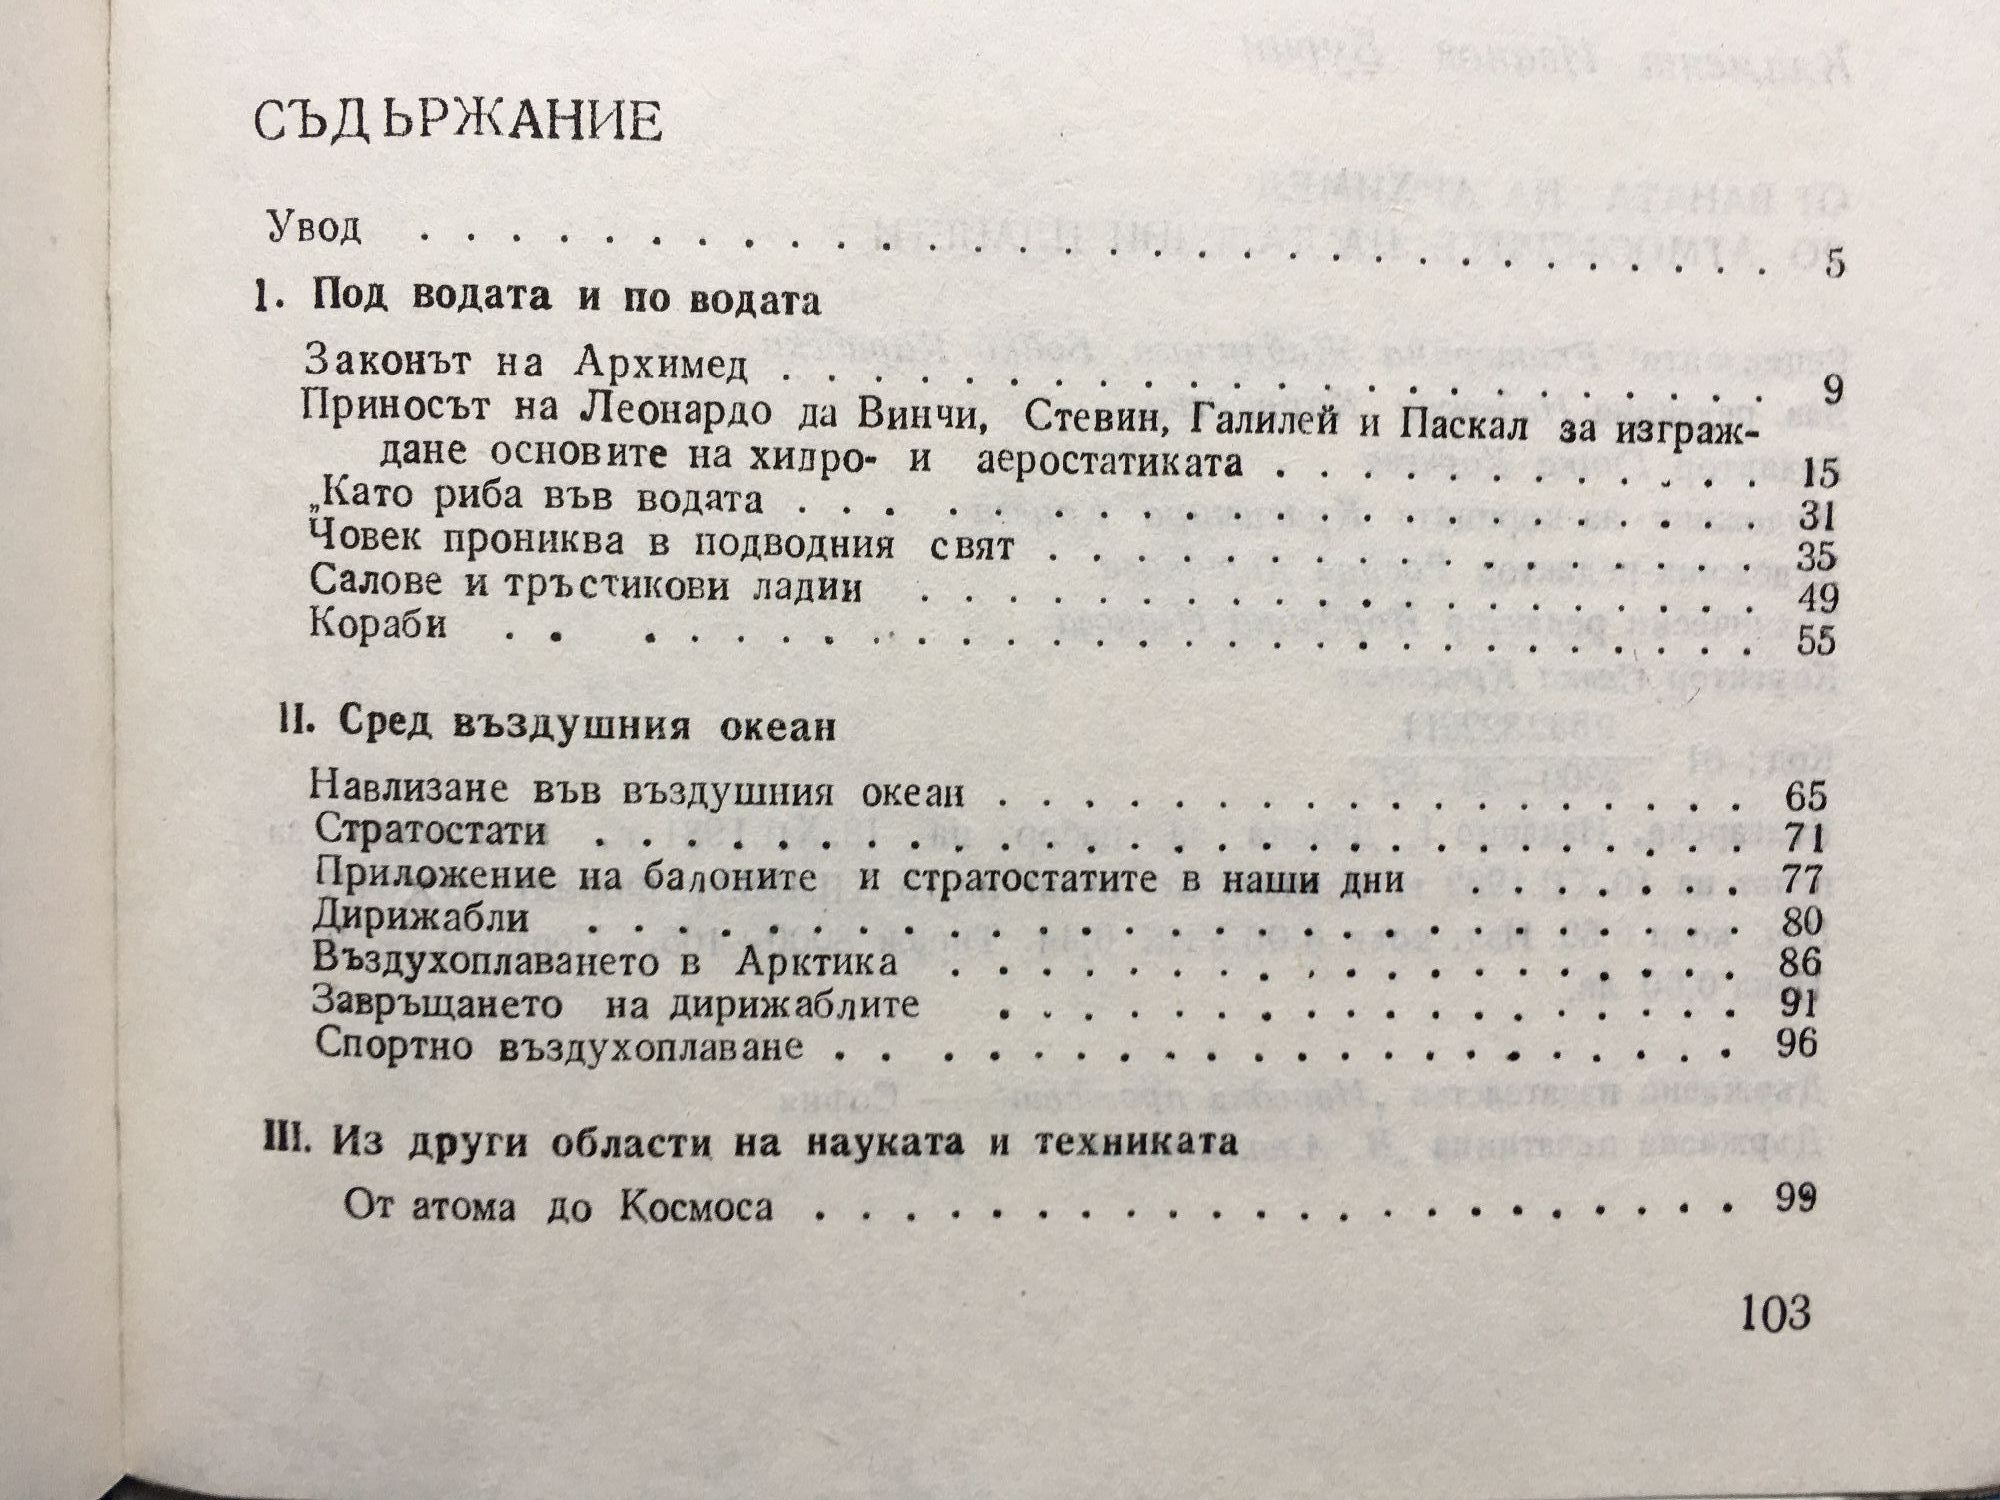 СЪДЪРЖАНИЕ
Увод . . . . . . . . . . . . . . . . . . . . . . . . . . . . . . 5
I. Под водата и по водата
Законът на Архимед . . . . . . . . . . . . . . . . . . . . . . 9
Приносът на Леонардо да Винчи, Стевин, Галилей и Паскал за изграж-
дане основите на хидро- и аеростатиката . . . . . . . . . . . 15
„Като риба във водата . . . . . . . . . . . . . . . . . . . . . 31
Човек прониква в подводния свят . . . . . . . . . . . . . . . . 35
Салове и тръстикови ладии . . . . . . . . . . . . . . . . . . . 49
Кораби . . . . . . . . . . . . . . . . . . . . . . . . . . . 55
II. Сред въздушния океан
Навлизане във въздушния океан . . . . . . . . . . . . . . . . . 65
Стратостати . . . . . . . . . . . . . . . . . . . . . . . . . . 71
Приложение на балоните и стратостатите в наши дни . . . . . . . 77
Дирижабли . . . . . . . . . . . . . . . . . . . . . . . . . . 80
Въздухоплаването в Арктика . . . . . . . . . . . . . . . . . . 86
Завръщането на дирижаблите . . . . . . . . . . . . . . . . . 91
Спортно въздухоплаване . . . . . . . . . . . . . . . . . . . . 96
III. Из други области на науката и техниката
От атома до Космоса . . . . . . . . . . . . . . . . . . . . . . 99
103